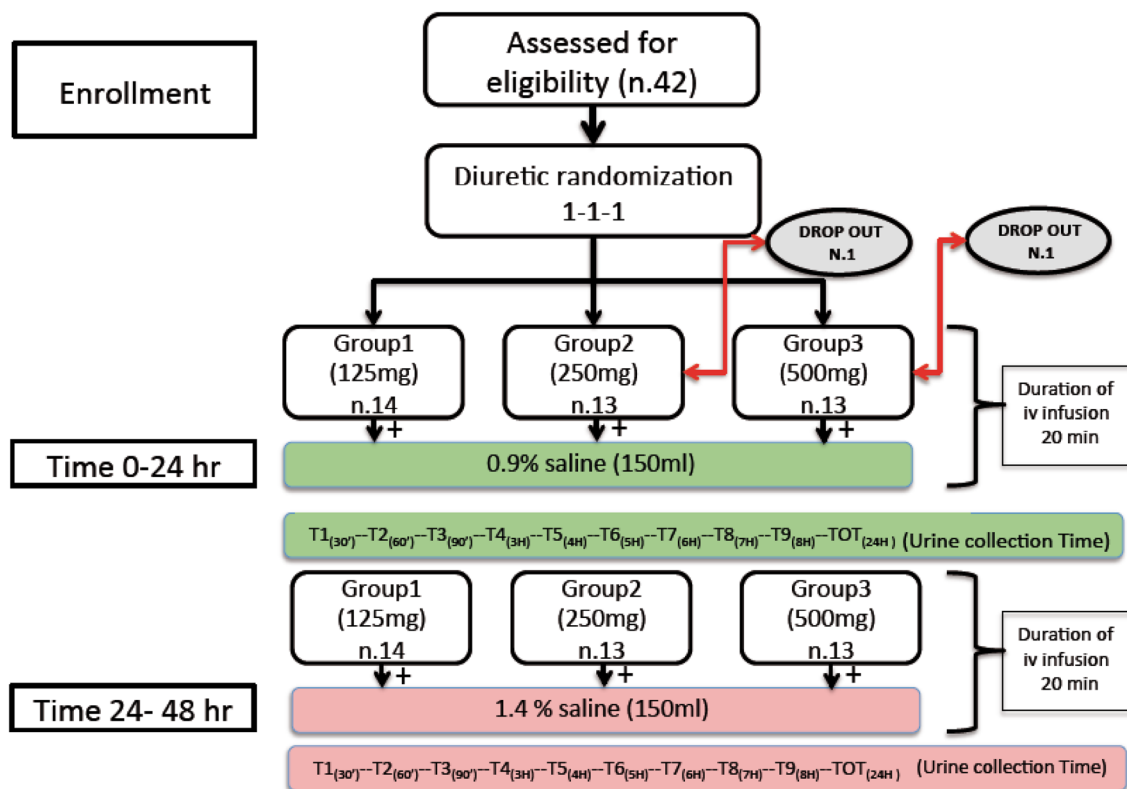 Enrollment
Assessed for
eligibility (n.42)
Diuretic randomization
1-1-1
DROP OUT
N.1
DROP OUT
N.1
Group1
(125mg)
n.14
Group2
(250mg)
n.13
Group3
(500mg)
n.13
+
+
+
Duration of
iv infusion
20 min
Time 0-24 hr
0.9% saline (150ml)
T1(30')--T2(60')--T3(90')--T4(3H)--T5(4H)--T6(5H)--T7(6H)--T8(7H)--T9(8H)--TOT(24H ) (Urine collection Time)
Group1
(125mg)
n.14
Group2
(250mg)
n.13
Group3
(500mg)
n.13
+
+
+
Duration of
iv infusion
20 min
Time 24- 48 hr
1.4 % saline (150ml)
T1(30')--T2(60')--T3(90')--T4(3H)--T5(4H)--T6(5H)--T7(6H)--T8(7H)--T9(8H)--TOT(24H ) (Urine collection Time)